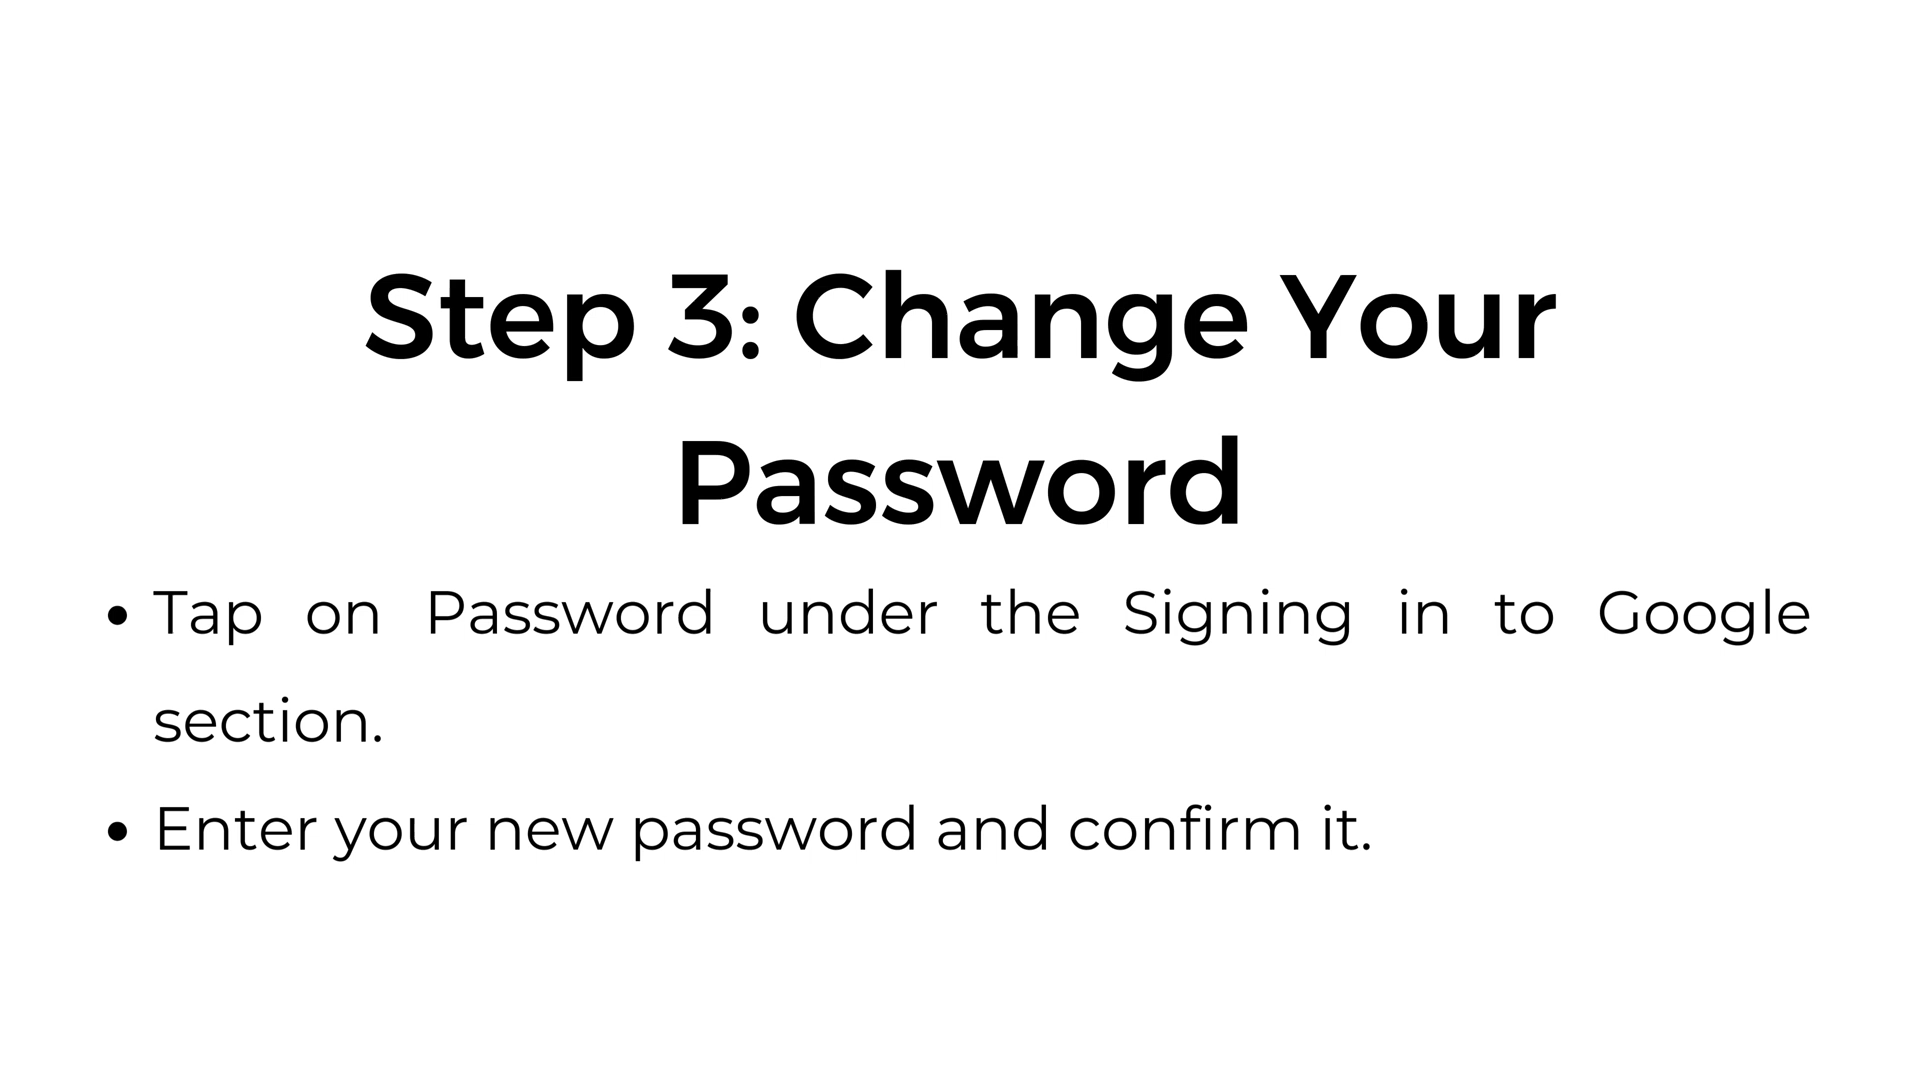 Step 3: Change Your
Password
• Tap on Password under the Signing in to Google
section.
• Enter your new password and confirm it.